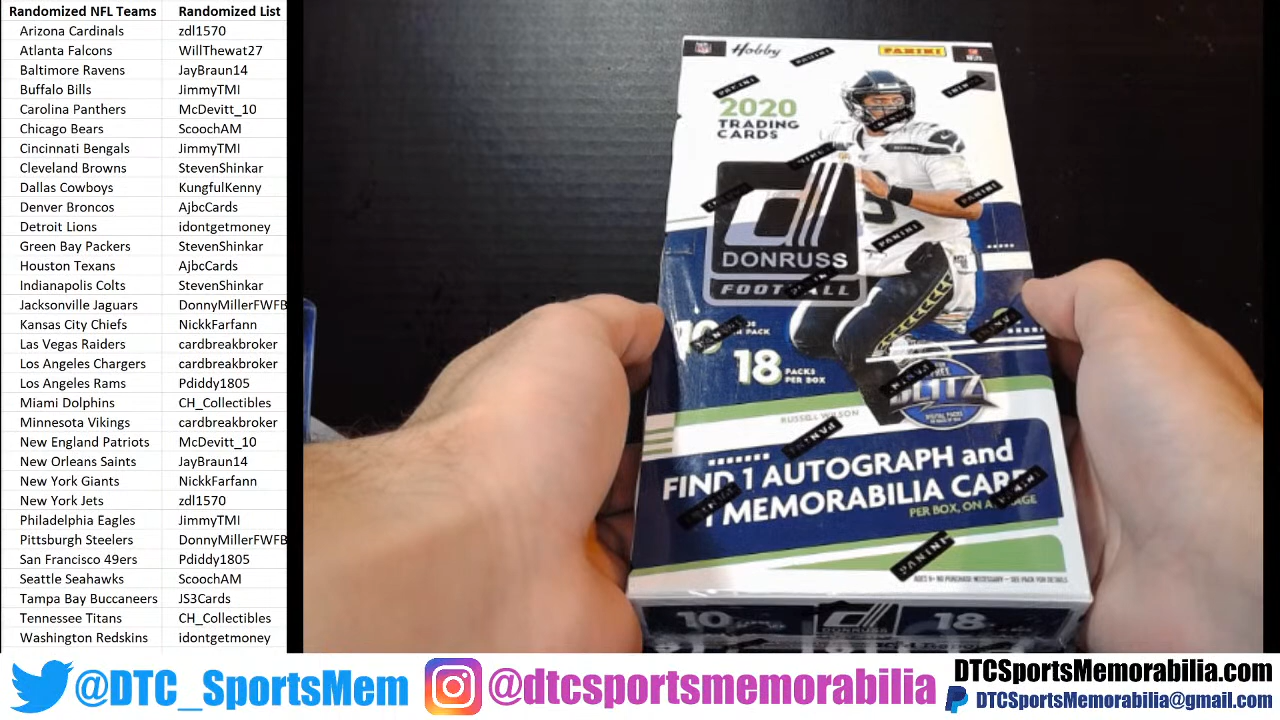 Randomized NFL Teams Randomized List
Arizona Cardinals zdl1570
Atlanta Falcons WillThewat27
Baltimore Ravens JayBraun14
Buffalo Bills JimmyTMI
Carolina Panthers McDevitt_10
Chicago Bears ScoochAM
Cincinnati Bengals JimmyTMI
Cleveland Browns StevenShinkar
Dallas Cowboys KungfulKenny
Denver Broncos AjbcCards
Detroit Lions idontgetmoney
Green Bay Packers StevenShinkar
Houston Texans AjbcCards
Indianapolis Colts StevenShinkar
Jacksonville Jaguars DonnyMillerFWFB
Kansas City Chiefs NickkFarfann
Las Vegas Raiders cardbreakbroker
Los Angeles Chargers cardbreakbroker
Los Angeles Rams Pdiddy1805
Miami Dolphins CH_Collectibles
Minnesota Vikings cardbreakbroker
New England Patriots McDevitt_10
New Orleans Saints JayBraun14
New York Giants NickkFarfann
New York Jets zdl1570
Philadelphia Eagles JimmyTMI
Pittsburgh Steelers DonnyMillerFWFB
San Francisco 49ers Pdiddy1805
Seattle Seahawks ScoochAM
Tampa Bay Buccaneers JS3Cards
Tennessee Titans CH_Collectibles
Washington Redskins idontgetmoney
Hobby PANINI
2020
TRADING
CARDS
DONRUSS
FOOTBALL
10
PACK
18 PACKS
PER BOX
RUSSELL WILSON
BLITZ
FIND 1 AUTOGRAPH and
1 MEMORABILIA CARD
PER BOX, ON AVERAGE
10 DONRUSS 18
@DTC_SportsMem @dtcsportsmemorabilia
DTCSportsMemorabilia.com
DTCSportsMemorabilia@gmail.com